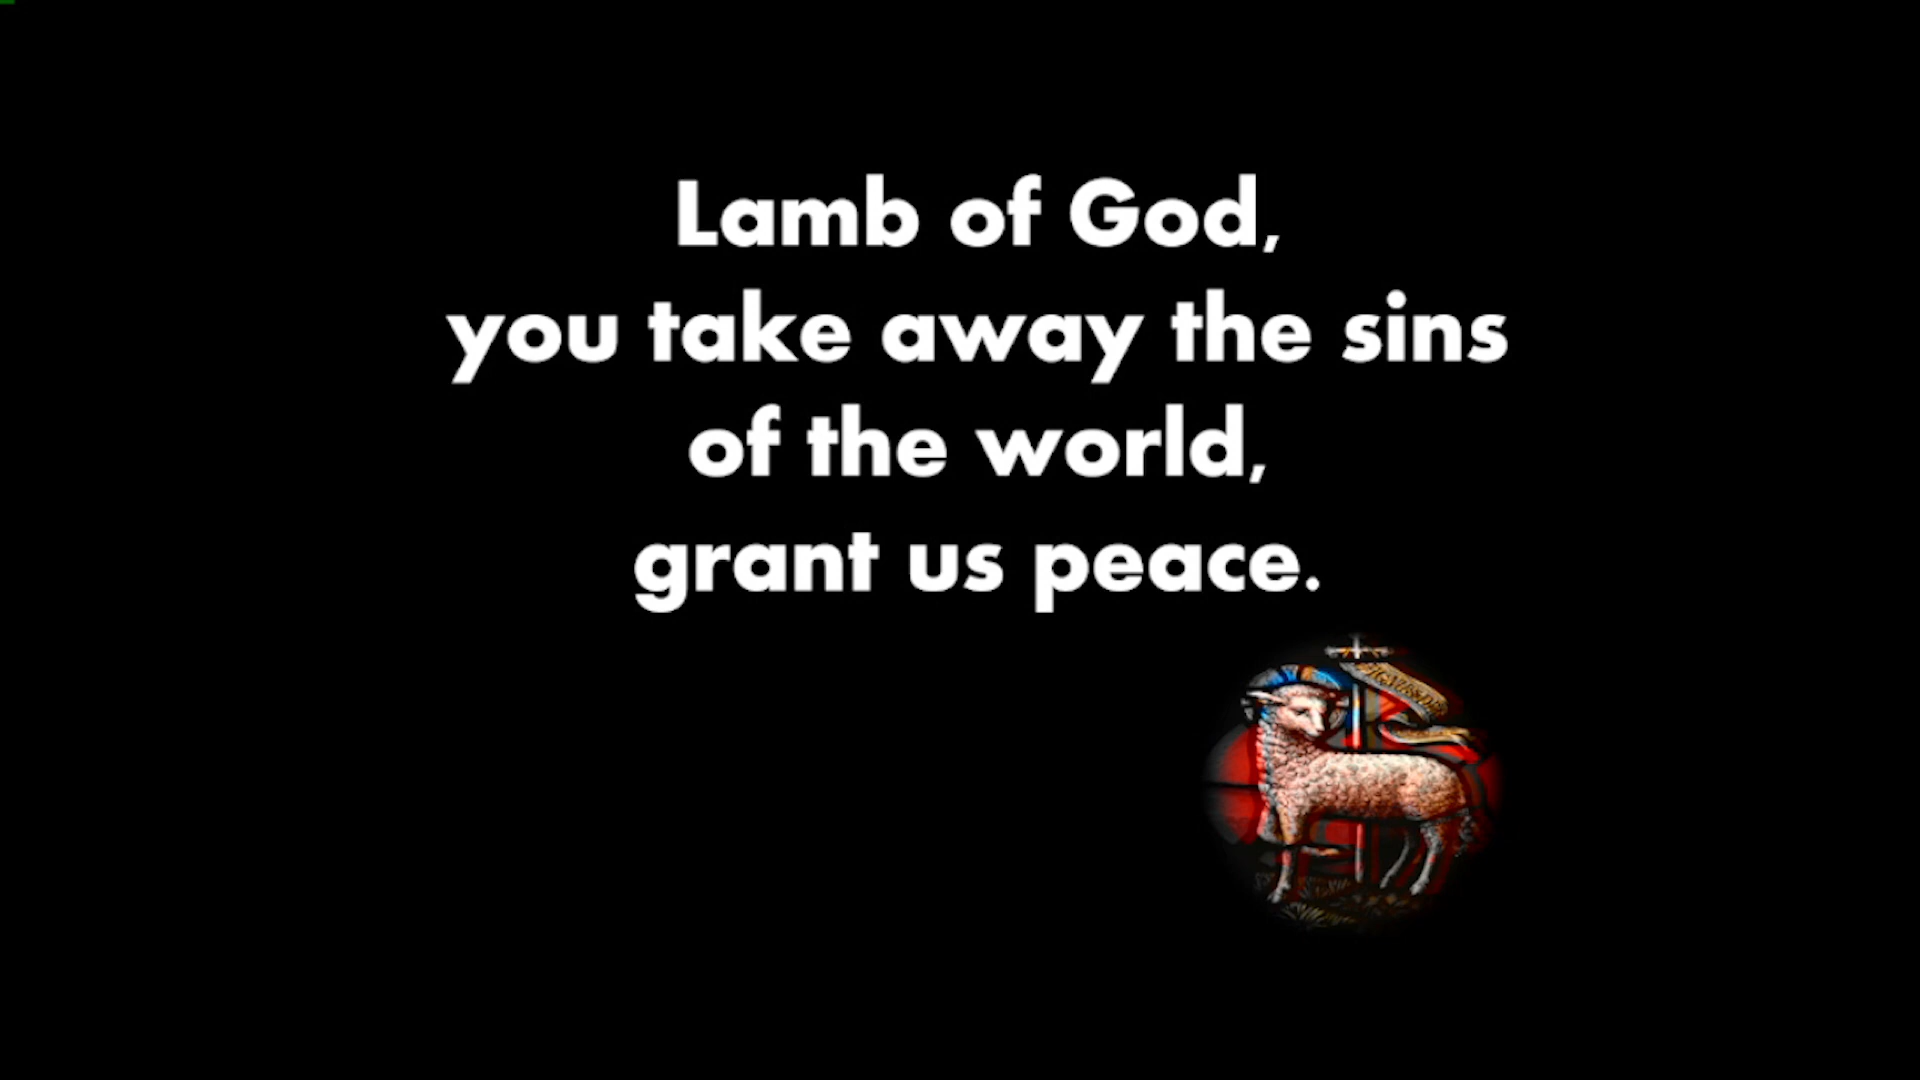 Lamb of God,
you take away the sins
of the world,
grant us peace.